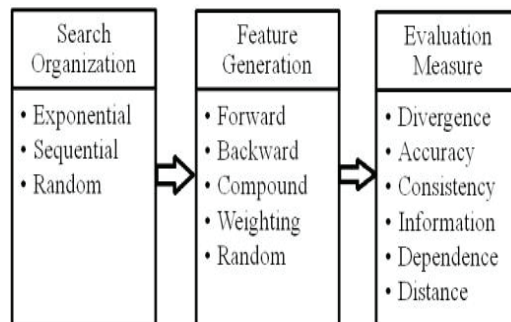 Search
Organization
• Exponential
• Sequential
• Random
Feature
Generation
• Forward
• Backward
• Compound
• Weighting
• Random
Evaluation
Measure
• Divergence
• Accuracy
• Consistency
• Information
• Dependence
• Distance